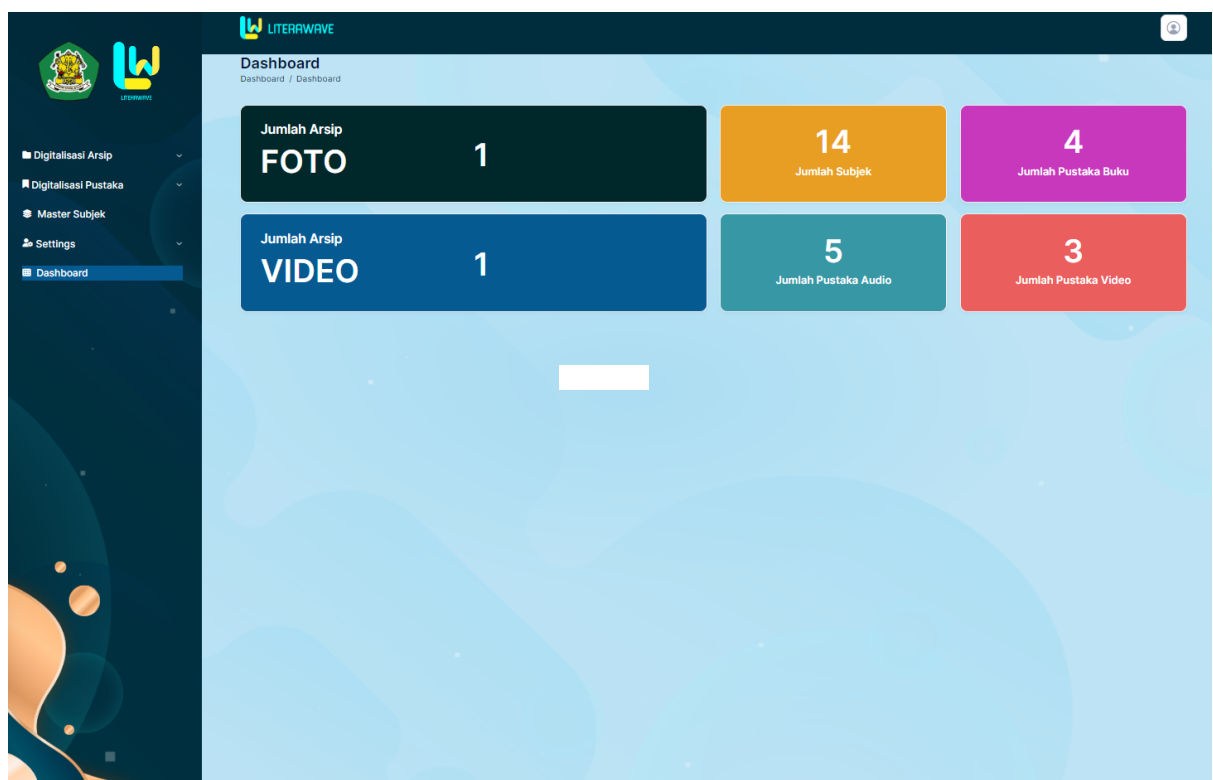 LITERAWAVE
LITERAWAVE
Digitalisasi Arsip
Digitalisasi Pustaka
Master Subjek
Settings
Dashboard
Dashboard
Dashboard / Dashboard
Jumlah Arsip
FOTO
1
14
Jumlah Subjek
4
Jumlah Pustaka Buku
Jumlah Arsip
VIDEO
1
5
Jumlah Pustaka Audio
3
Jumlah Pustaka Video